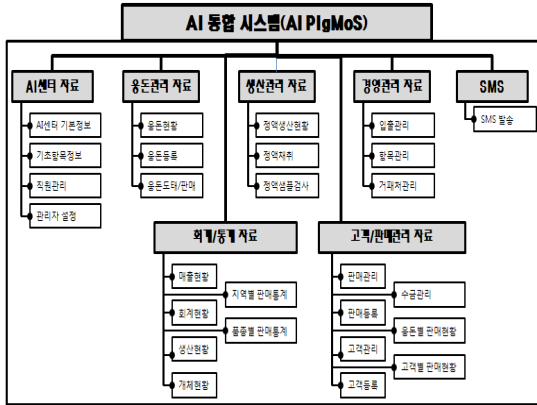 AI 통합 시스템(AI PIgMoS)
AI센터 자료
웅돈관리 자료
생산관리 자료
경영관리 자료
SMS
AI센터 기본정보
기초항목정보
직원관리
관리자 설정
웅돈현황
웅돈등록
웅돈도태/판매
정액생산현황
정액채취
정액샘플검사
입출관리
항목관리
거래처관리
SMS 발송
회계/통계 자료
고객/판매관리 자료
매출현황
지역별 판매통계
회계현황
품종별 판매통계
생산현황
개체현황
판매관리
수금관리
판매등록
웅돈별 판매현황
고객관리
고객별 판매현황
고객등록